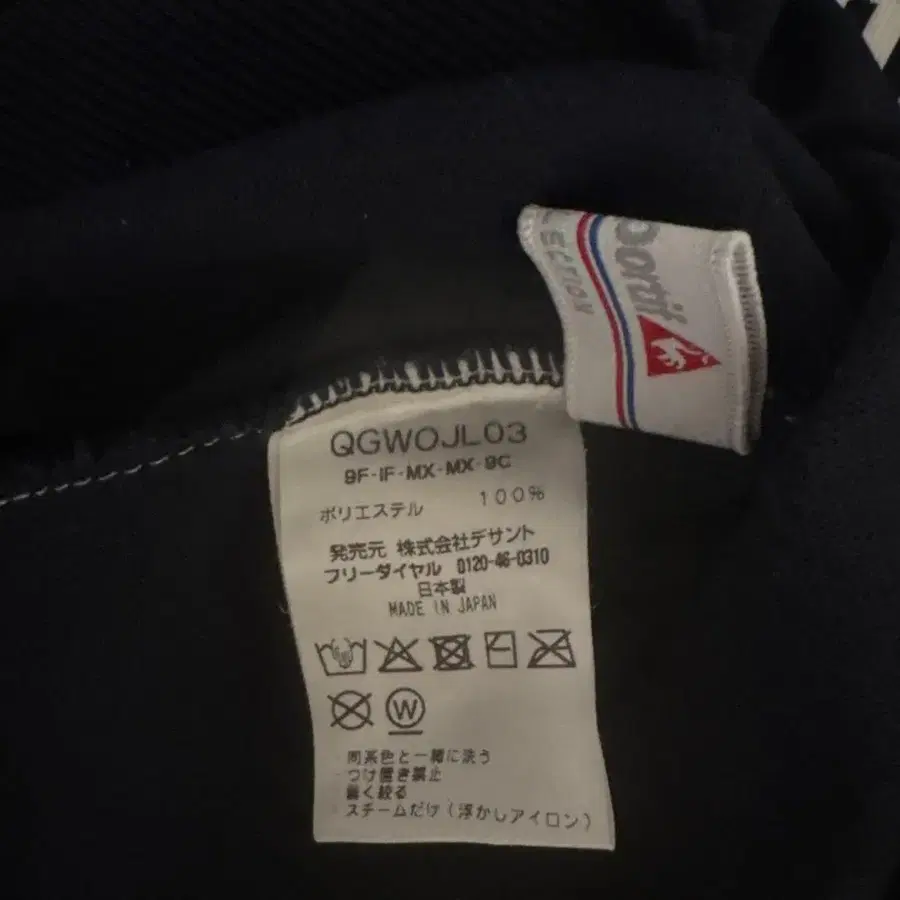 ECTION
portif
QGWOJL03
9F-IF-MX-MX-9C
ポリエステル 100%
発売元 株式会社デサント
フリーダイヤル 0120-46-0310
日本製
MADE IN JAPAN
W
・同系色と一緒に洗う
・つけ置き禁止
・弱く絞る
・スチームだけ(浮かしアイロン)